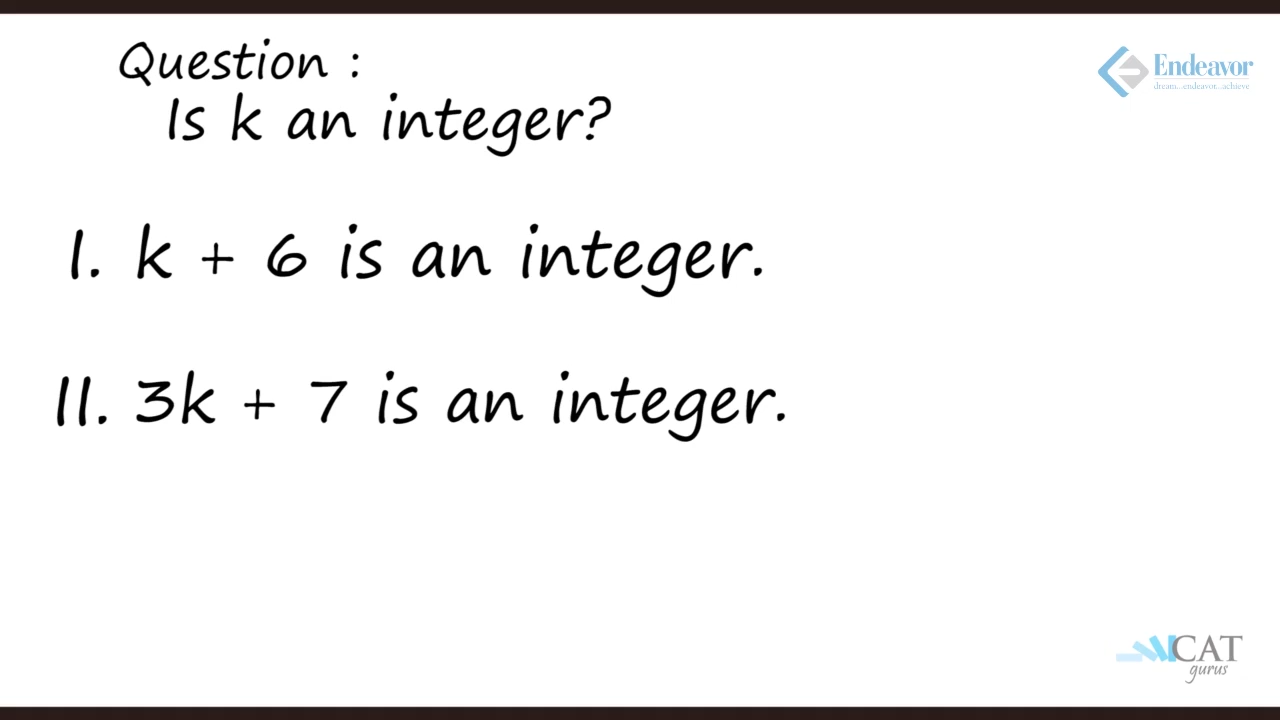 Question :
Is k an integer?
I. k + 6 is an integer.
II. 3k + 7 is an integer.
Endeavor
dream...endeavor...achieve
CAT
gurus